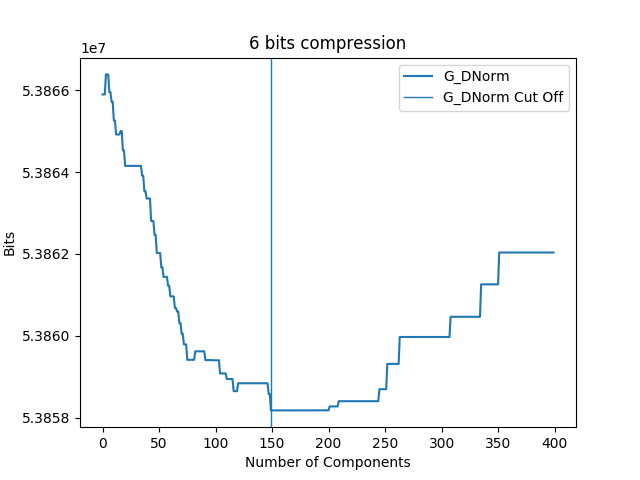 6 bits compression
1e7
G_DNorm
G_DNorm Cut Off
5.3866
5.3864
5.3862
5.3860
5.3858
Bits
0 50 100 150 200 250 300 350 400
Number of Components